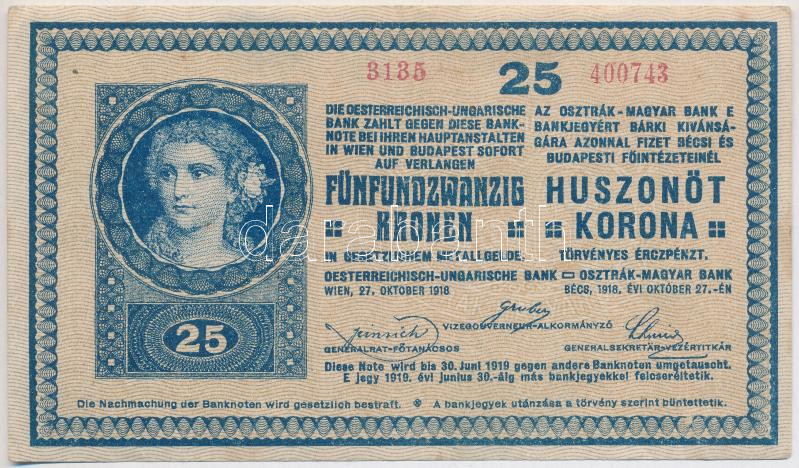 3135 25 400743
DIE OESTERREICHISCH-UNGARISCHE
BANK ZAHLT GEGEN DIESE BANK-
NOTE BEI IHREN HAUPTANSTALTEN
IN WIEN UND BUDAPEST SOFORT
AUF VERLANGEN
FÜNFUNDZWANZIG
KRONEN
IN GESETZLICHEM METALLGELDE.
AZ OSZTRÁK-MAGYAR BANK E
BANKJEGYÉRT BÁRKI KIVÁNSÁ-
GÁRA AZONNAL FIZET BÉCSI ÉS
BUDAPESTI FŐINTÉZETEINÉL
HUSZONÖT
KORONA
TÖRVÉNYES ÉRCZPÉNZT.
OESTERREICHISCH-UNGARISCHE BANK OSZTRÁK-MAGYAR BANK
WIEN, 27. OKTOBER 1918 BÉCS, 1918. ÉVI OKTÓBER 27.-ÉN
Gruber
VIZEGOUVERNEUR-ALKORMÁNYZÓ
GENERALRAT-FŐTANÁCSOS GENERALSEKRETÄR-VEZÉRTITKÁR
25
Diese Note wird bis 30. Juni 1919 gegen andere Banknoten umgetauscht.
E jegy 1919. évi junius 30.-áig más bankjegyekkel felcseréltetik.
Die Nachmachung der Banknoten wird gesetzlich bestraft. A bankjegyek utánzása a törvény szerint büntettetik.
darabanth